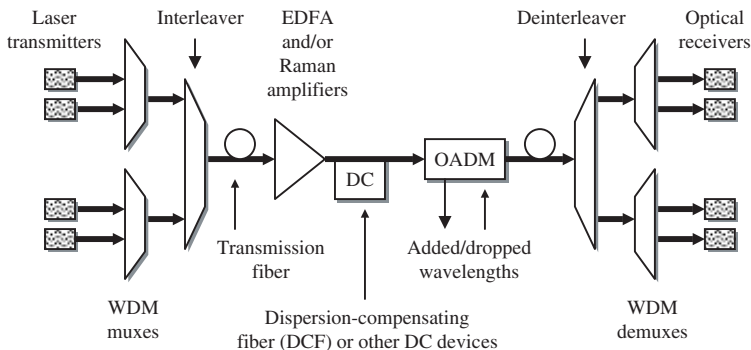 Laser
transmitters
Interleaver
EDFA
and/or
Raman
amplifiers
Deinterleaver
Optical
receivers
DC
OADM
Transmission
fiber
Added/dropped
wavelengths
WDM
muxes
Dispersion-compensating
fiber (DCF) or other DC devices
WDM
demuxes